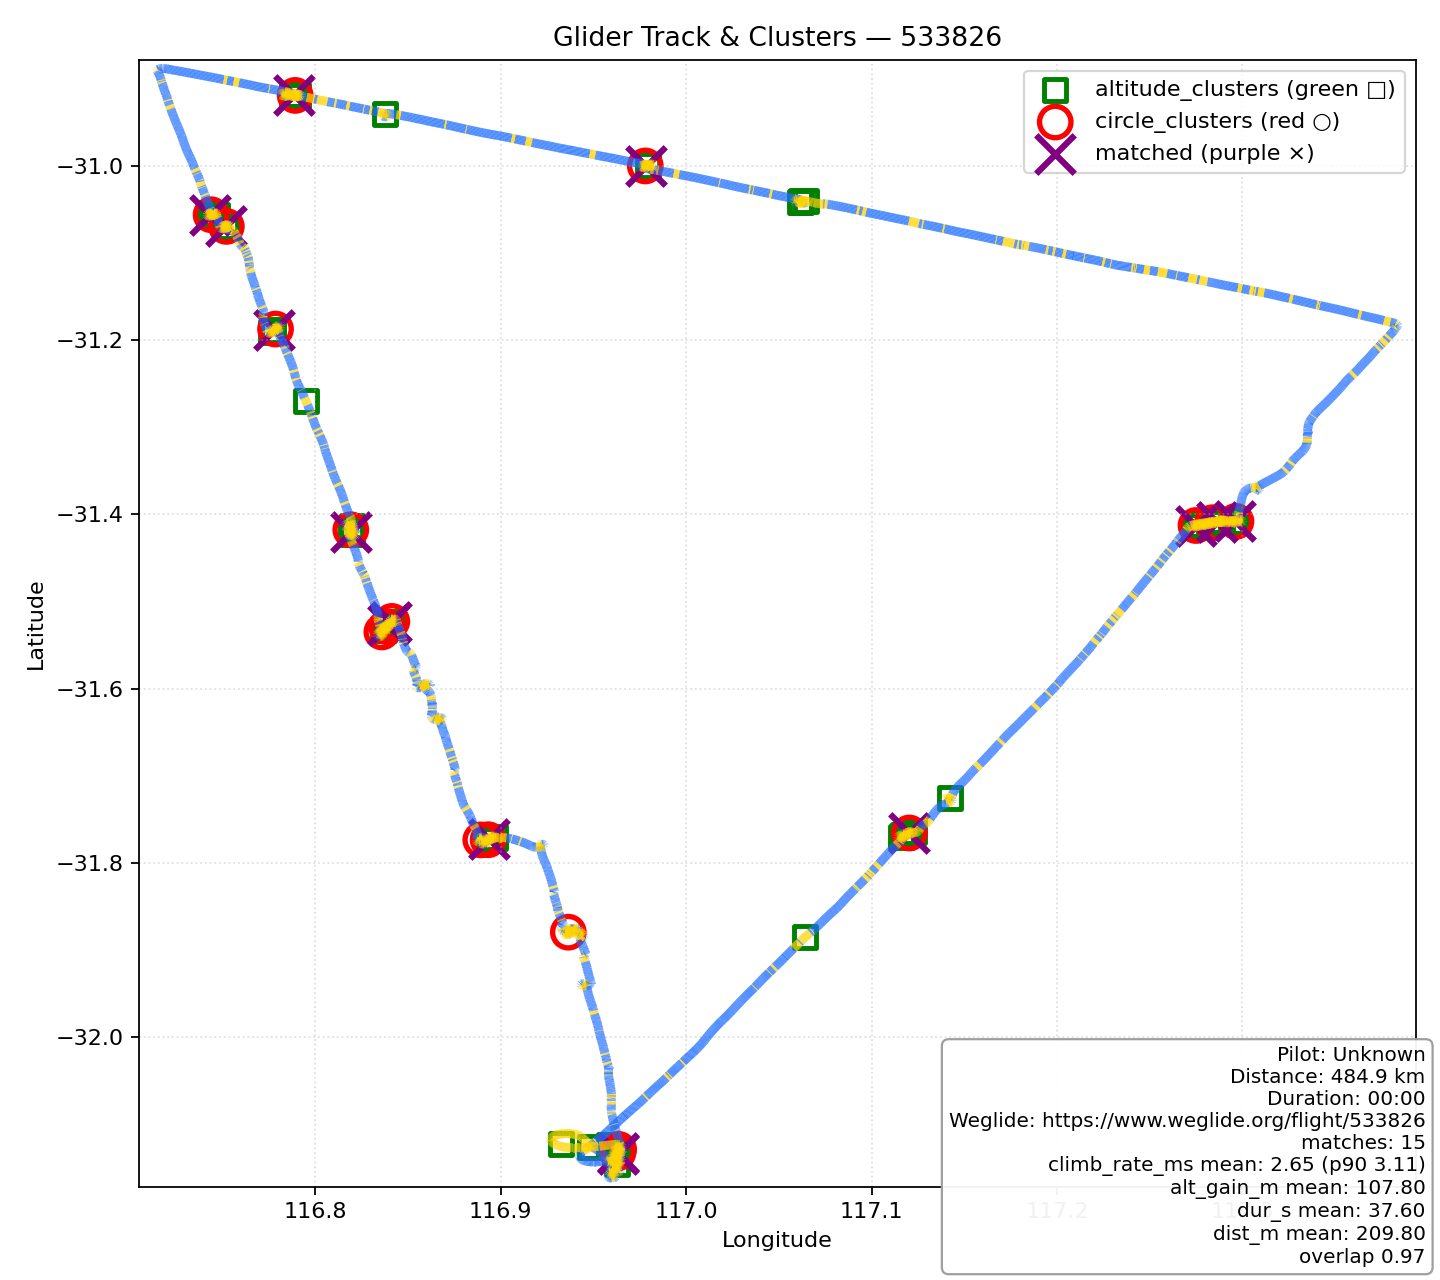 Glider Track & Clusters — 533826
altitude_clusters (green □)
circle_clusters (red ○)
matched (purple ×)
−31.0
−31.2
−31.4
−31.6
−31.8
−32.0
Latitude
116.8
116.9
117.0
117.1
117.2
Longitude
Pilot: Unknown
Distance: 484.9 km
Duration: 00:00
Weglide: https://www.weglide.org/flight/533826
matches: 15
climb_rate_ms mean: 2.65 (p90 3.11)
alt_gain_m mean: 107.80
dur_s mean: 37.60
dist_m mean: 209.80
overlap 0.97